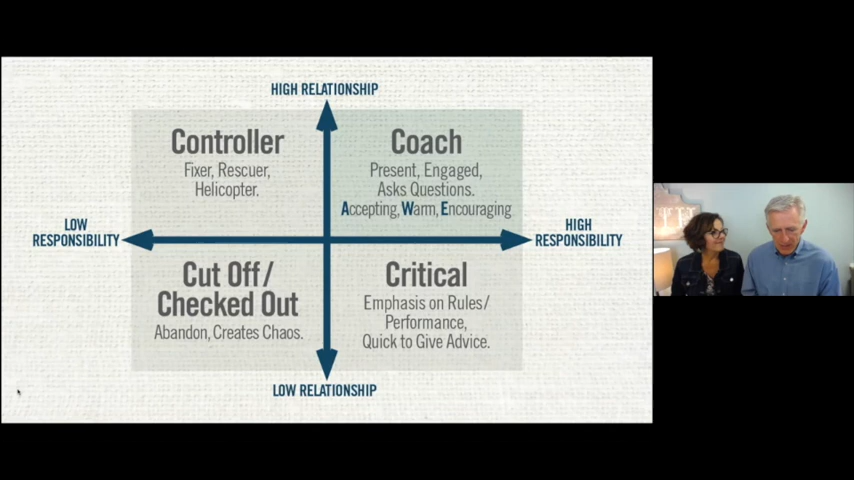 HIGH RELATIONSHIP
Controller
Fixer, Rescuer,
Helicopter.
Coach
Present, Engaged,
Asks Questions.
Accepting, Warm, Encouraging
LOW
RESPONSIBILITY
HIGH
RESPONSIBILITY
Cut Off/
Checked Out
Abandon, Creates Chaos.
Critical
Emphasis on Rules/
Performance,
Quick to Give Advice.
LOW RELATIONSHIP